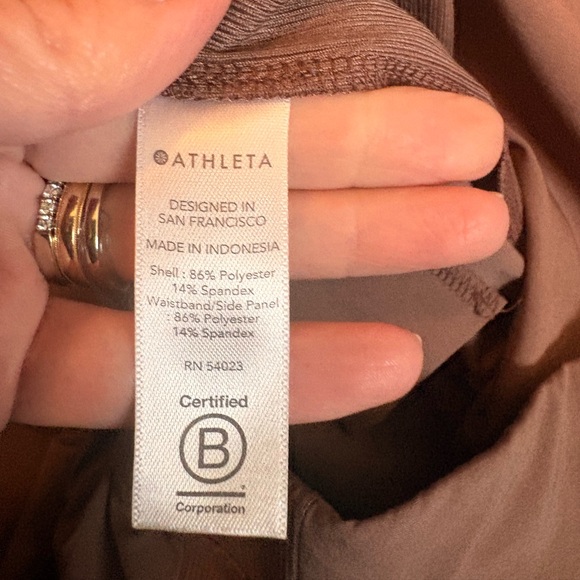 ATHLETA
DESIGNED IN
SAN FRANCISCO
MADE IN INDONESIA
Shell : 86% Polyester
14% Spandex
Waistband/Side Panel
: 86% Polyester
14% Spandex
RN 54023
Certified
B
Corporation